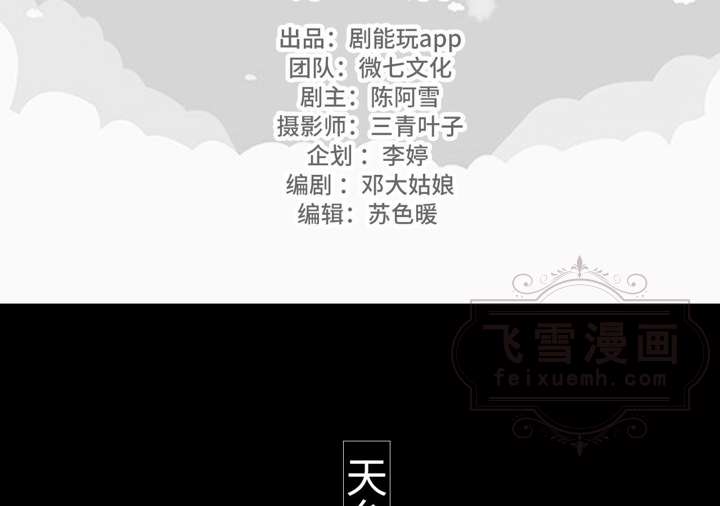 出品：剧能玩app
团队：微七文化
剧主：陈阿雪
摄影师：三青叶子
企划：李婷
编剧：邓大姑娘
编辑：苏色暖
飞雪漫画
feixuemh.com
天